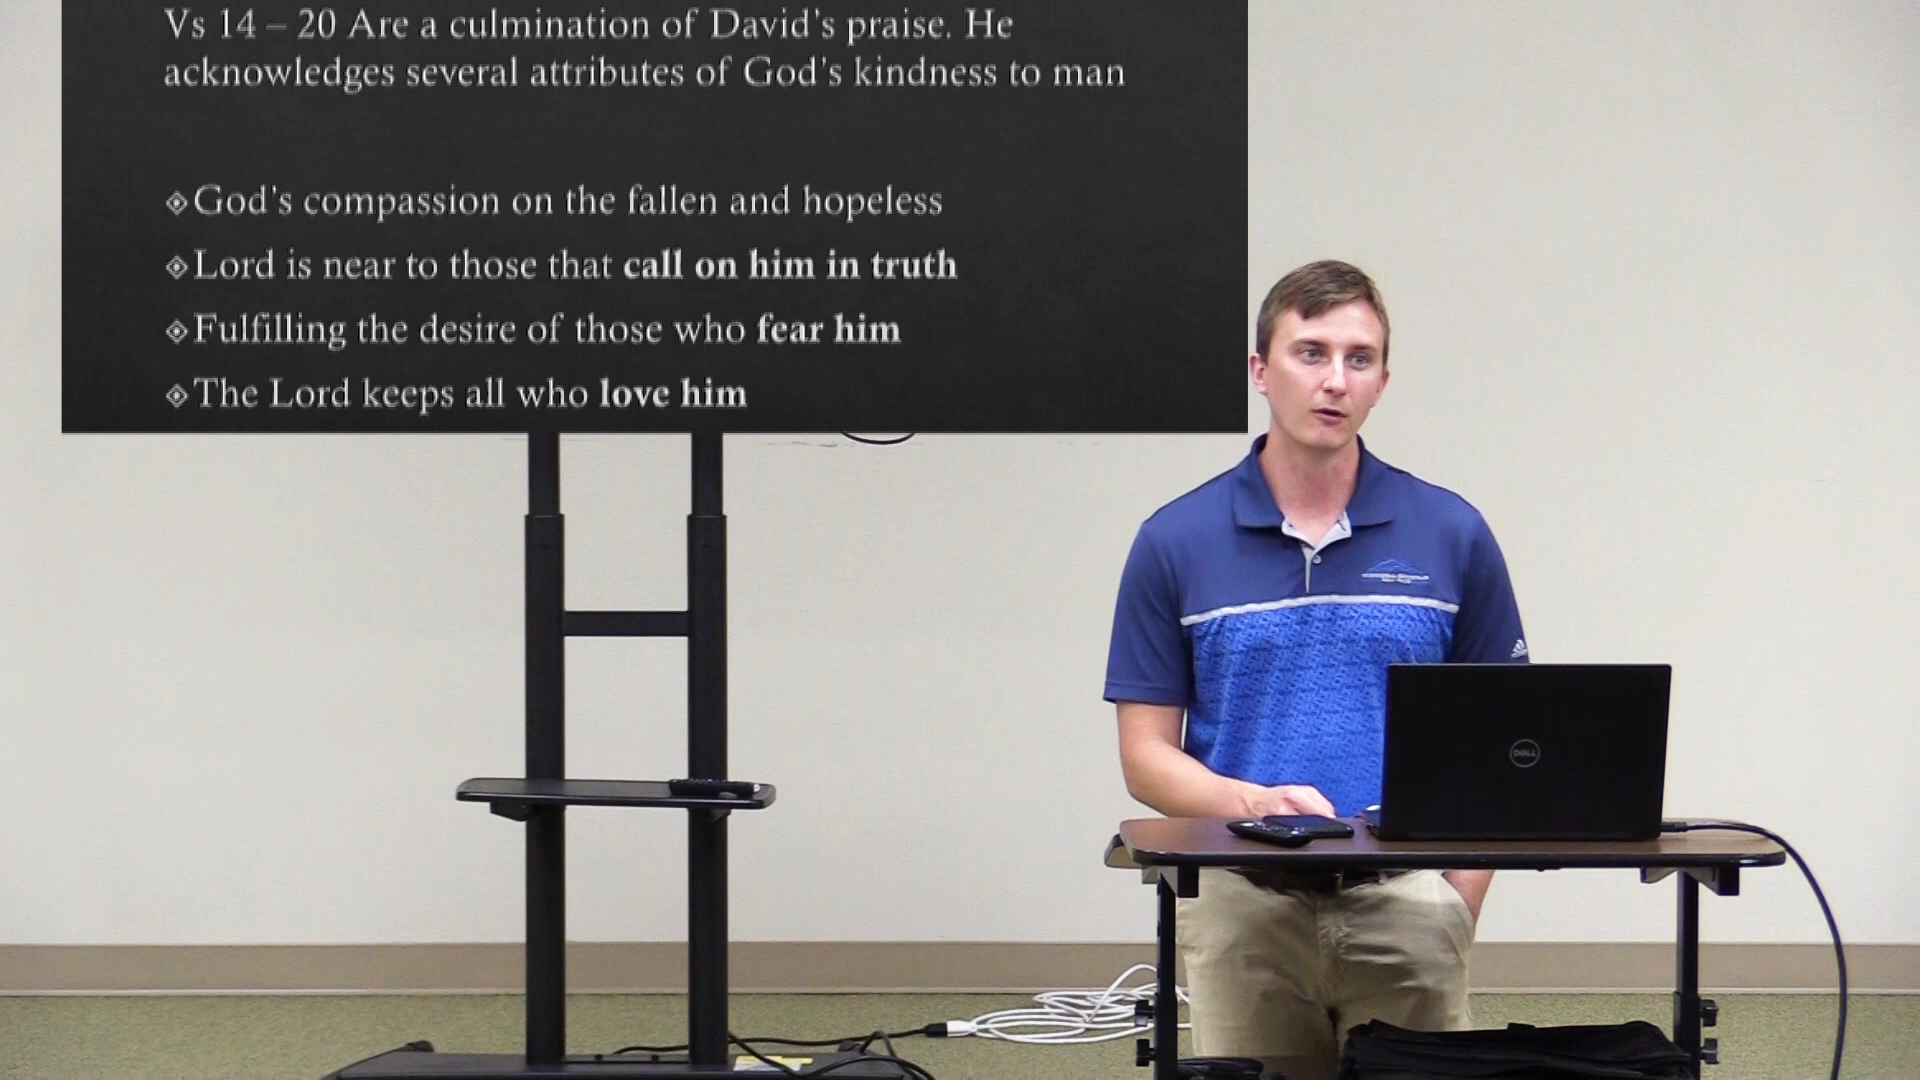 Vs 14 – 20 Are a culmination of David's praise. He
acknowledges several attributes of God's kindness to man
God's compassion on the fallen and hopeless
Lord is near to those that call on him in truth
Fulfilling the desire of those who fear him
The Lord keeps all who love him
DELL